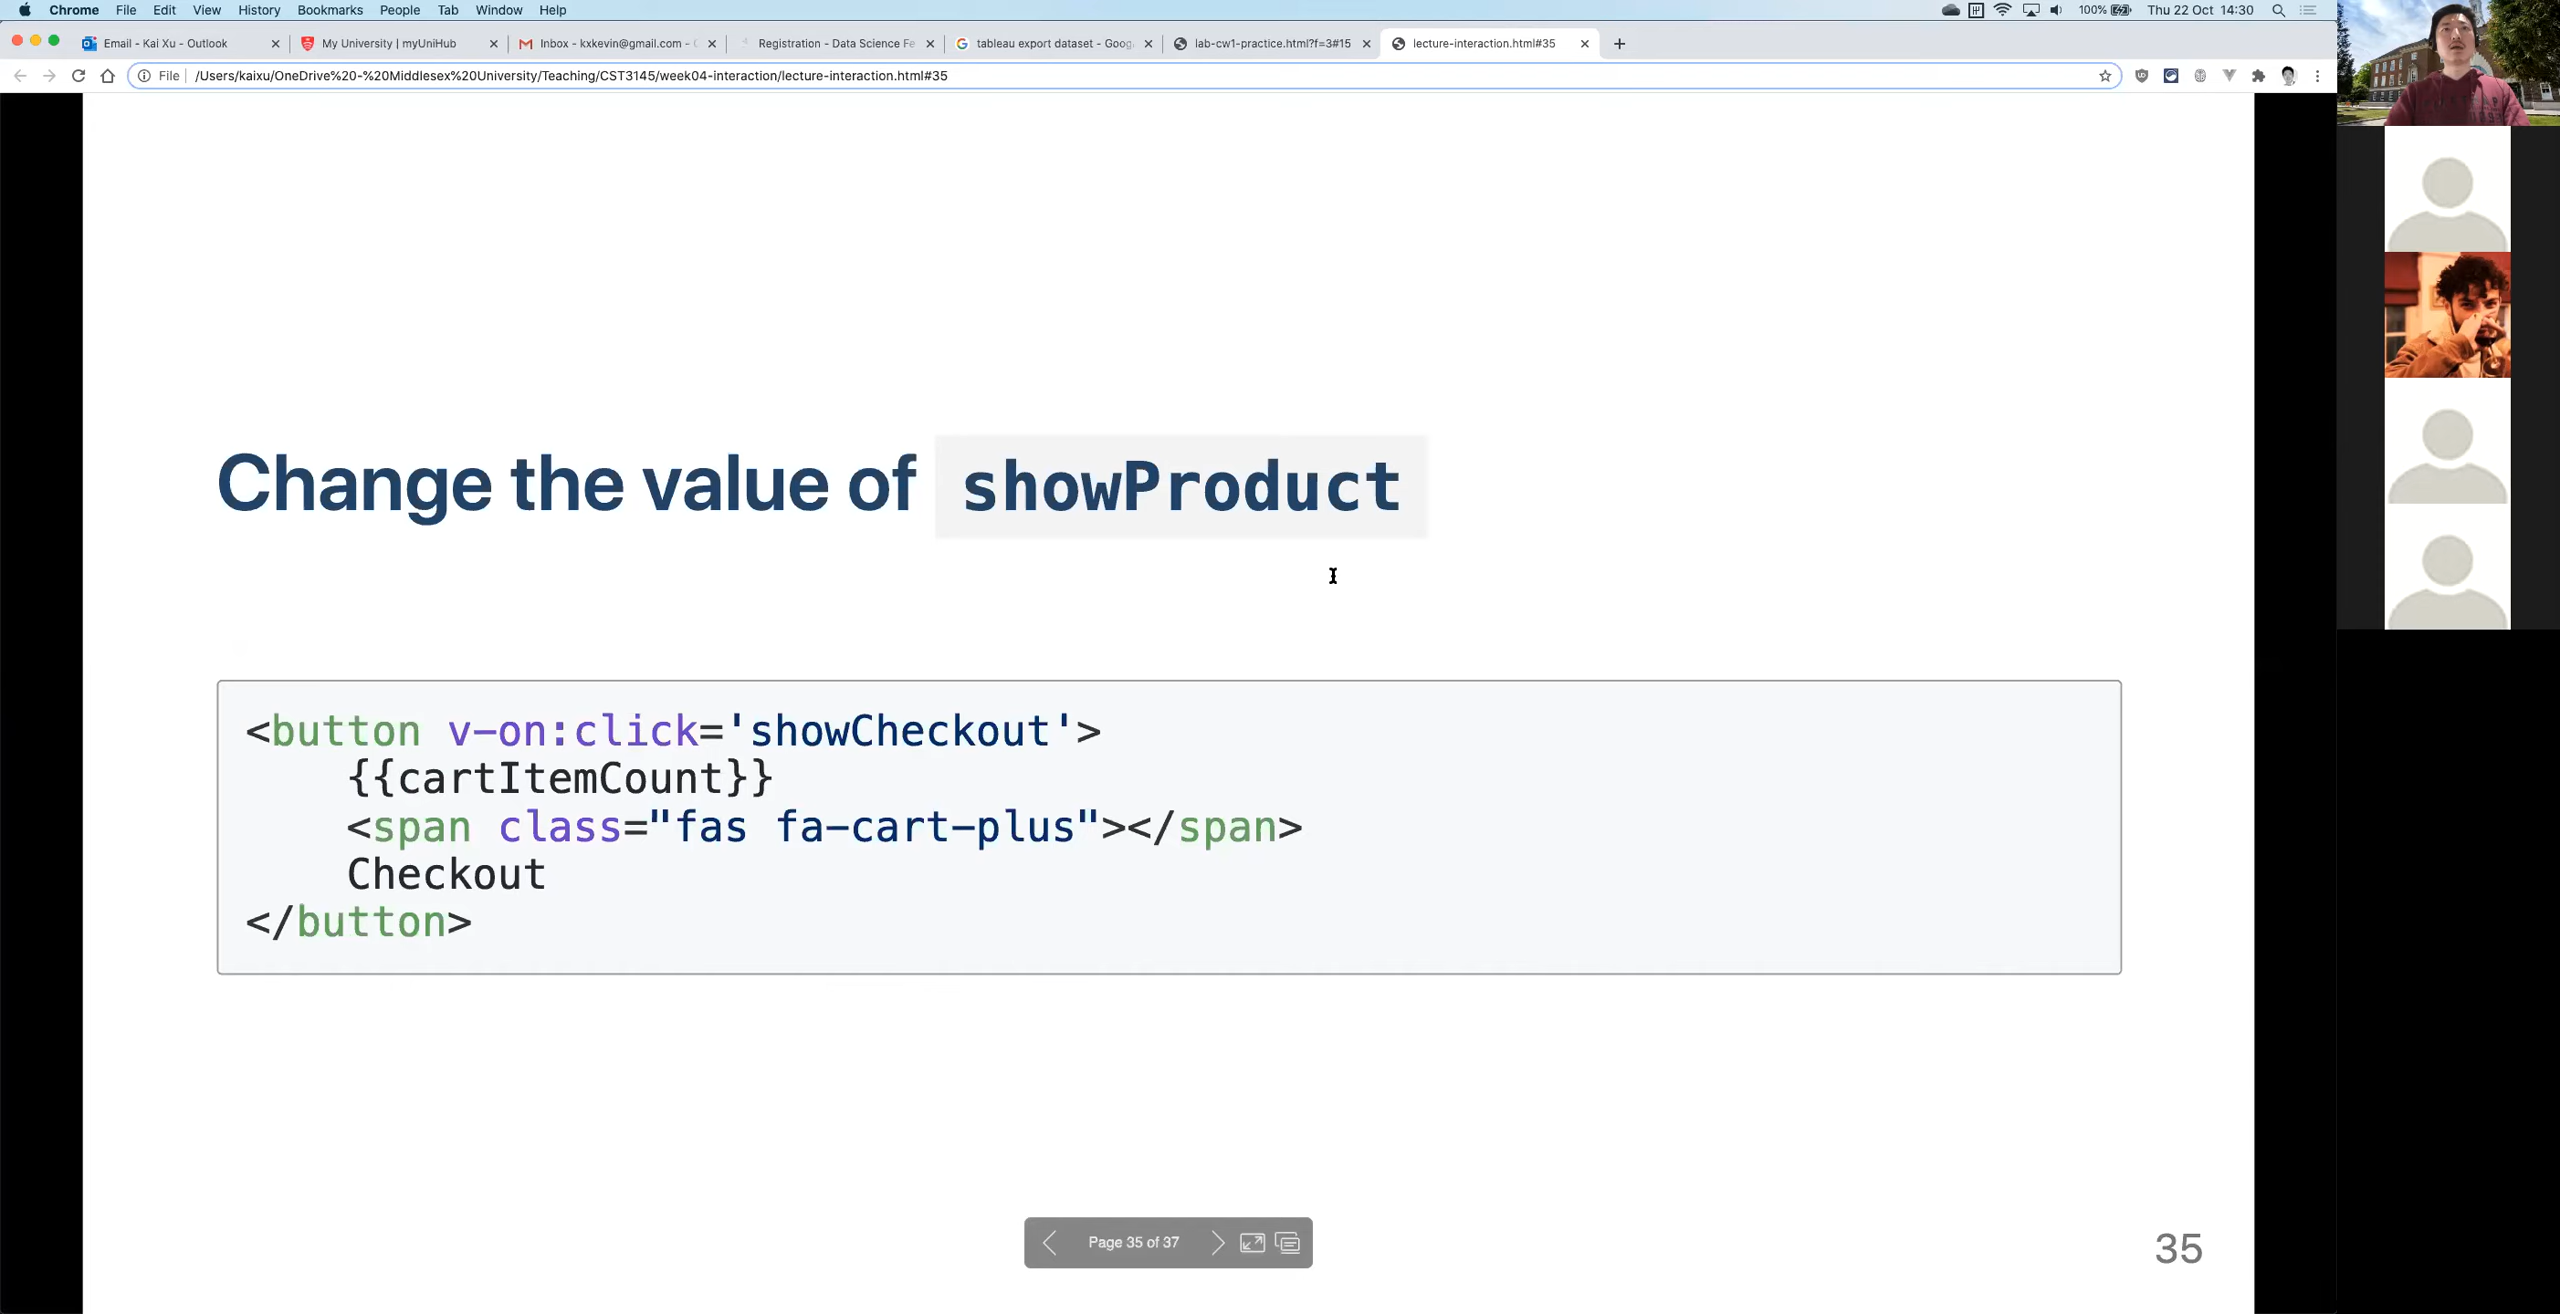 Chrome File Edit View History Bookmarks People Tab Window Help 100% Thu 22 Oct 14:30
Email - Kai Xu - Outlook My University | myUniHub Inbox - kxkevin@gmail.com - Registration - Data Science Fe tableau export dataset - Goog lab-cw1-practice.html?f=3#15 lecture-interaction.html#35
File /Users/kaixu/OneDrive%20-%20Middlesex%20University/Teaching/CST3145/week04-interaction/lecture-interaction.html#35
Change the value of showProduct
<button v-on:click='showCheckout'>
{{cartItemCount}}
<span class="fas fa-cart-plus"></span>
Checkout
</button>
Page 35 of 37
35